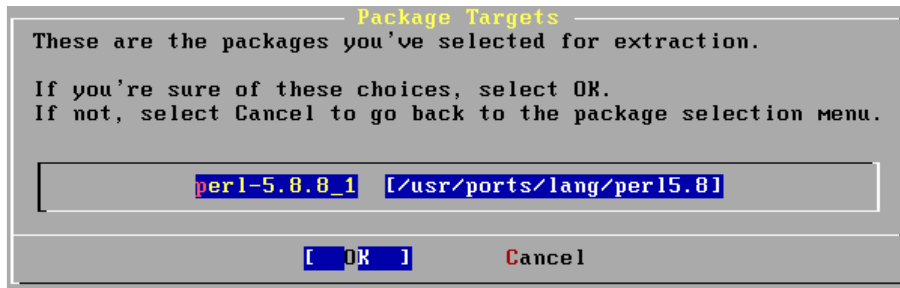 Package Targets
These are the packages you've selected for extraction.
If you're sure of these choices, select OK.
If not, select Cancel to go back to the package selection menu.
perl-5.8.8_1 [/usr/ports/lang/perl5.8]
[ OK ] Cancel